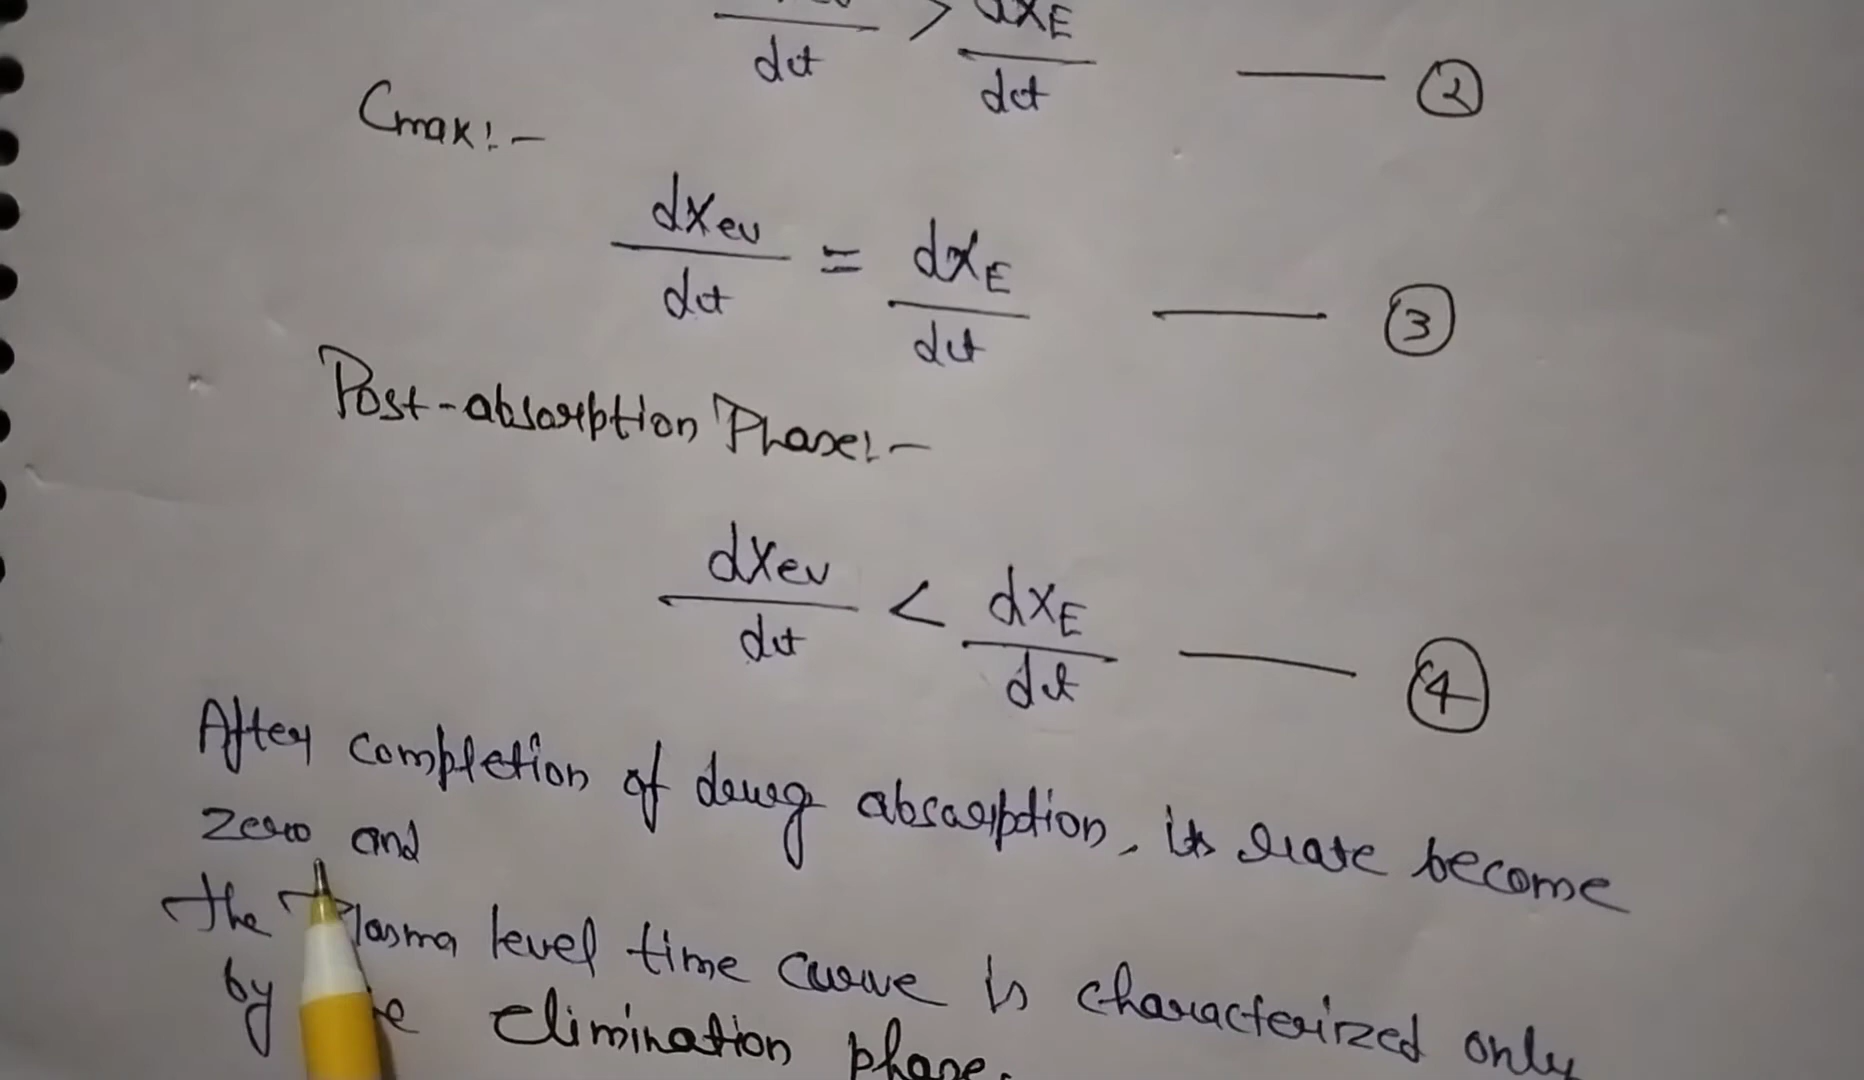 dt > dxE
dt ②
Cmax:-
dxev = dxE
dt dt ③
Post-absorption Phase:-
dxev < dxE
dt dt ④
After completion of drug absorption, its rate become
zero and
the Plasma level time curve is characterized only
by elimination phase.